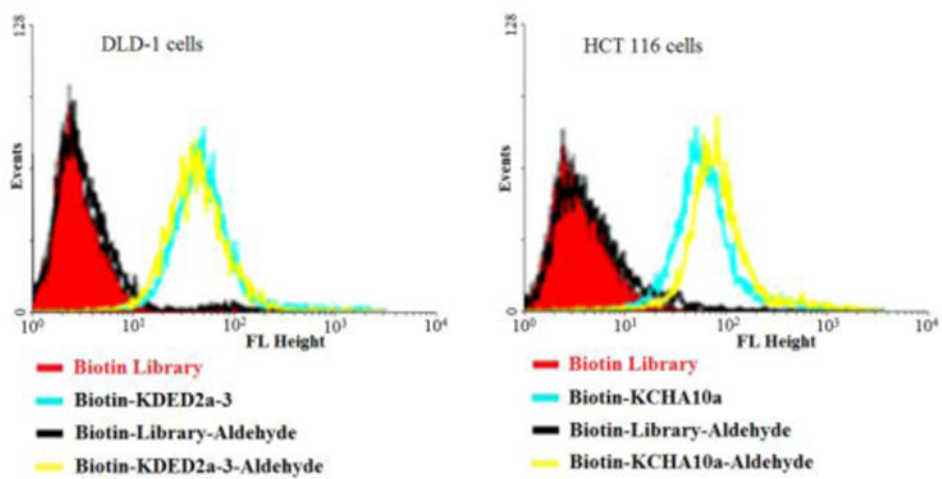 128
DLD-1 cells
Events
0
10⁰ 10¹ 10² 10³ 10⁴
FL Height
Biotin Library
Biotin-KDED2a-3
Biotin-Library-Aldehyde
Biotin-KDED2a-3-Aldehyde
128
HCT 116 cells
Events
0
10⁰ 10¹ 10² 10³ 10⁴
FL Height
Biotin Library
Biotin-KCHA10a
Biotin-Library-Aldehyde
Biotin-KCHA10a-Aldehyde